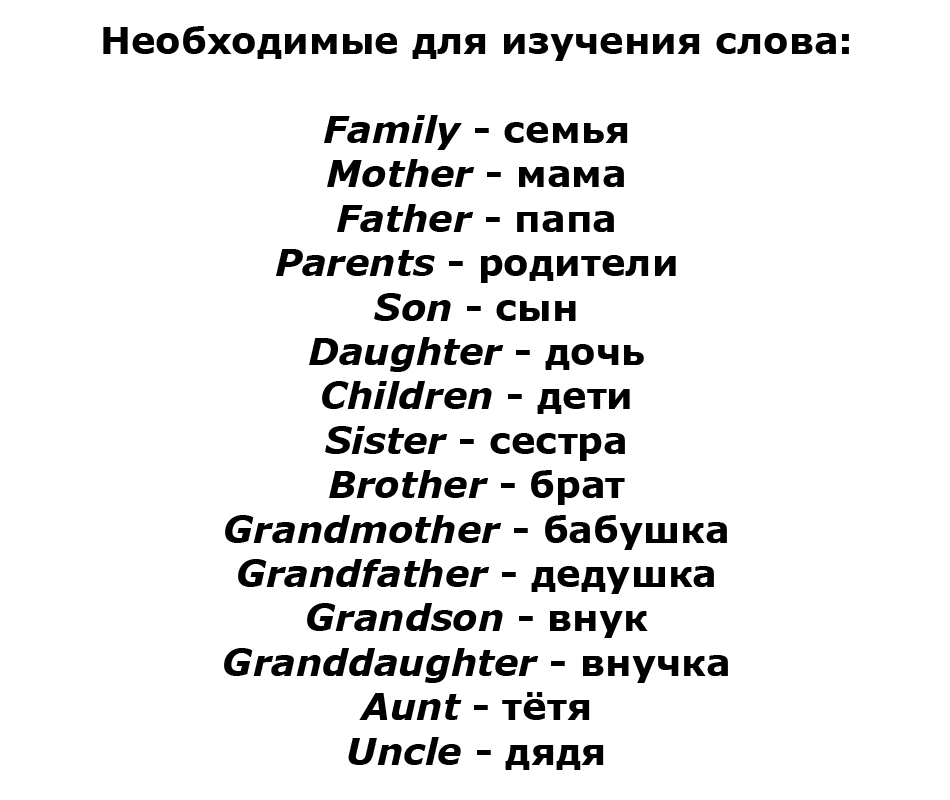 Необходимые для изучения слова:
Family - семья
Mother - мама
Father - папа
Parents - родители
Son - сын
Daughter - дочь
Children - дети
Sister - сестра
Brother - брат
Grandmother - бабушка
Grandfather - дедушка
Grandson - внук
Granddaughter - внучка
Aunt - тётя
Uncle - дядя